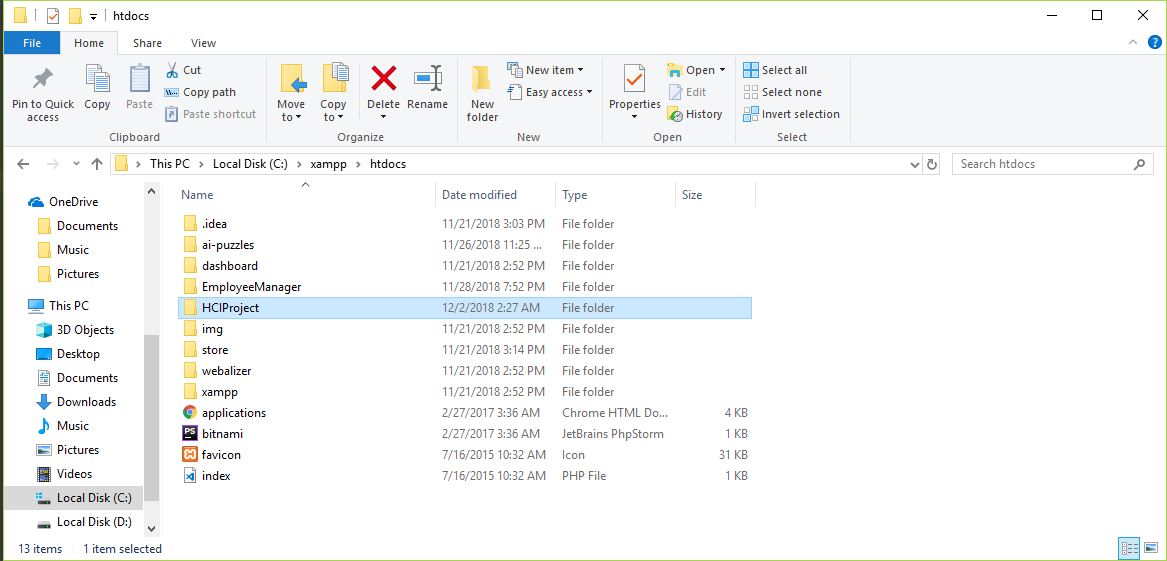 htdocs
File Home Share View
Pin to Quick access
Copy
Paste
Cut
Copy path
Paste shortcut
Clipboard
Move to
Copy to
Delete
Rename
Organize
New folder
New item
Easy access
New
Properties
Open
Edit
History
Open
Select all
Select none
Invert selection
Select
This PC > Local Disk (C:) > xampp > htdocs
Search htdocs
OneDrive
Documents
Music
Pictures
This PC
3D Objects
Desktop
Documents
Downloads
Music
Pictures
Videos
Local Disk (C:)
Local Disk (D:)
Name Date modified Type Size
.idea 11/21/2018 3:03 PM File folder
ai-puzzles 11/26/2018 11:25 ... File folder
dashboard 11/21/2018 2:52 PM File folder
EmployeeManager 11/28/2018 7:52 PM File folder
HCIProject 12/2/2018 2:27 AM File folder
img 11/21/2018 2:52 PM File folder
store 11/21/2018 3:14 PM File folder
webalizer 11/21/2018 2:52 PM File folder
xampp 11/21/2018 2:52 PM File folder
applications 2/27/2017 3:36 AM Chrome HTML Do... 4 KB
PS bitnami 2/27/2017 3:36 AM JetBrains PhpStorm 1 KB
favicon 7/16/2015 10:32 AM Icon 31 KB
index 7/16/2015 10:32 AM PHP File 1 KB
13 items 1 item selected